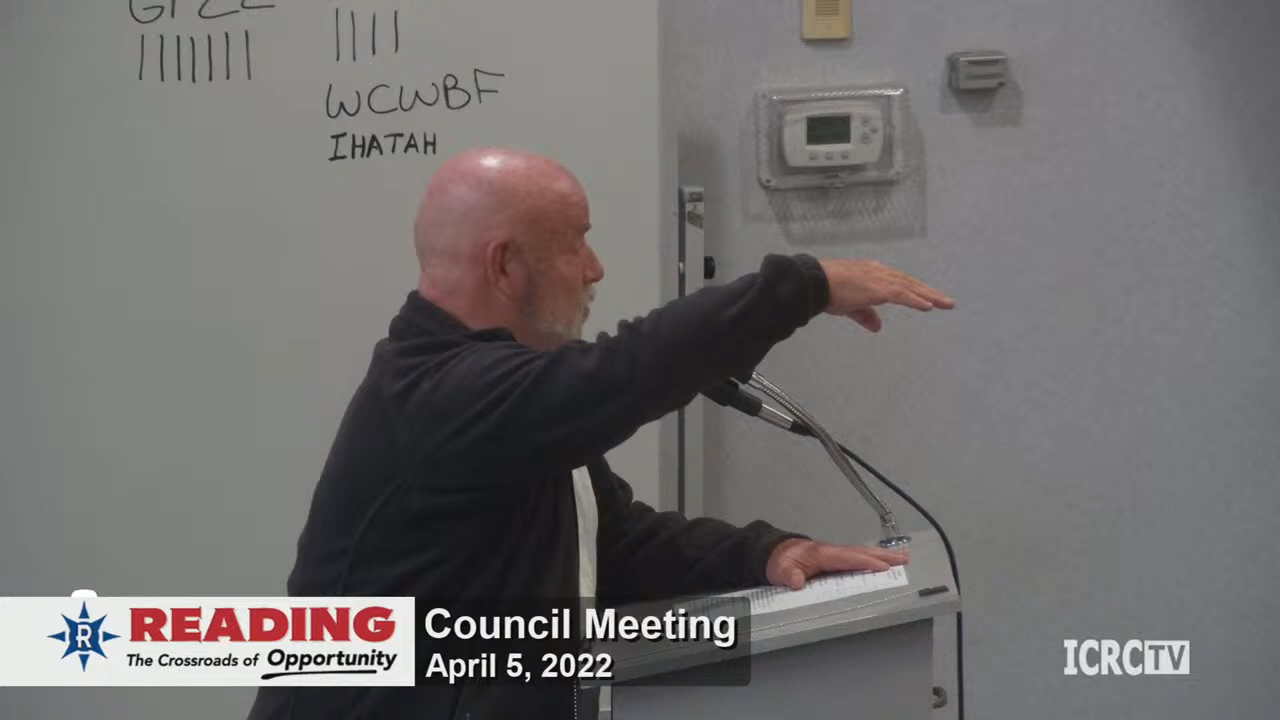 WCWBF
IHATAH
R
READING
The Crossroads of Opportunity
Council Meeting
April 5, 2022
ICRCTV